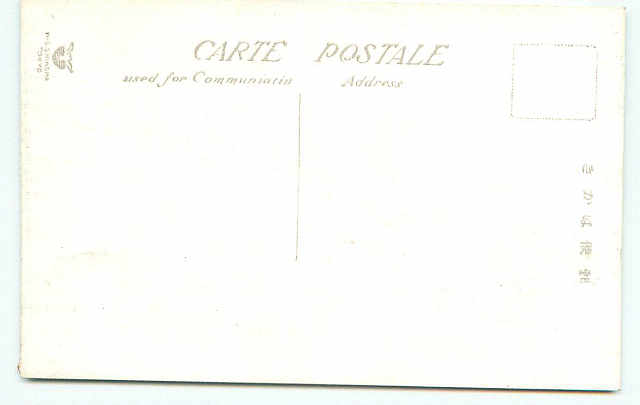 CARTE POSTALE
used for Communicatin Address
きかは便郵